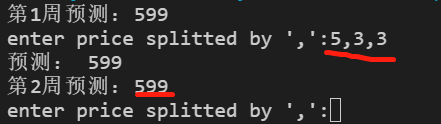 第1周预测：599
enter price splitted by ',':5,3,3
预测： 599
第2周预测：599
enter price splitted by ',':